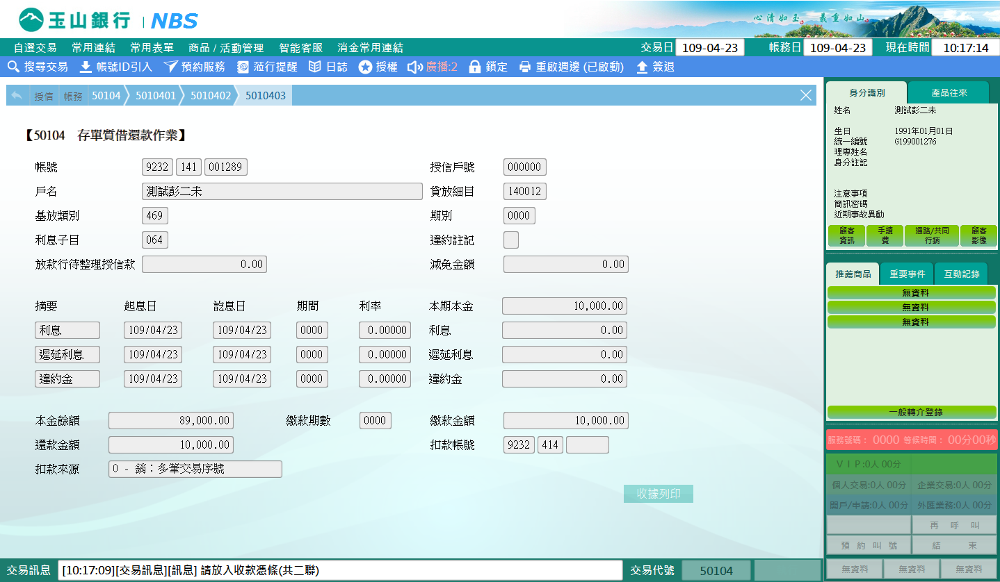 玉山銀行 | NBS
心清如玉。義重如山。
自選交易 常用連結 常用表單 商品 / 活動管理 智能客服 消金常用連結 交易日 109-04-23 帳務日 109-04-23 現在時間 10:17:14
搜尋交易 帳號ID引入 預約服務 蒞行提醒 日誌 授權 廣播:2 鎖定 重啟週邊 (已啟動) 簽退
授信 帳務 50104 5010401 5010402 5010403
【50104 存單質借還款作業】
帳號 9232 141 001289 授信戶號 000000
戶名 測試彭二未 貸放細目 140012
基放類別 469 期別 0000
利息子目 064 違約註記
放款行待整理授信款 0.00 減免金額 0.00
摘要 起息日 訖息日 期間 利率 本期本金 10,000.00
利息 109/04/23 109/04/23 0000 0.00000 利息 0.00
遲延利息 109/04/23 109/04/23 0000 0.00000 遲延利息 0.00
違約金 109/04/23 109/04/23 0000 0.00000 違約金 0.00
本金餘額 89,000.00 繳款期數 0000 繳款金額 10,000.00
還款金額 10,000.00 扣款帳號 9232 414
扣款來源 0 - 銷：多筆交易序號
收據列印
交易訊息 [10:17:09][交易訊息][訊息] 請放入收款憑條(共二聯) 交易代號 50104
身分識別 產品往來
姓名 測試彭二未
生日 1991年01月01日
統一編號 G199001276
理專姓名
身分註記
注意事項
簡訊密碼
近期事故異動
顧客資訊 手續費 通路/共同行銷 顧客影像
推薦商品 重要事件 互動記錄
無資料
無資料
無資料
一般轉介登錄
服務號碼： 0000 等候時間： 00分00秒
ＶＩＰ:0人 00分
個人交易:0人 00分 企業交易:0人 00分
開戶/申請:0人 00分 外匯業務:0人 00分
再 呼 叫
預 約 叫 號 結 束
無資料 無資料 無資料